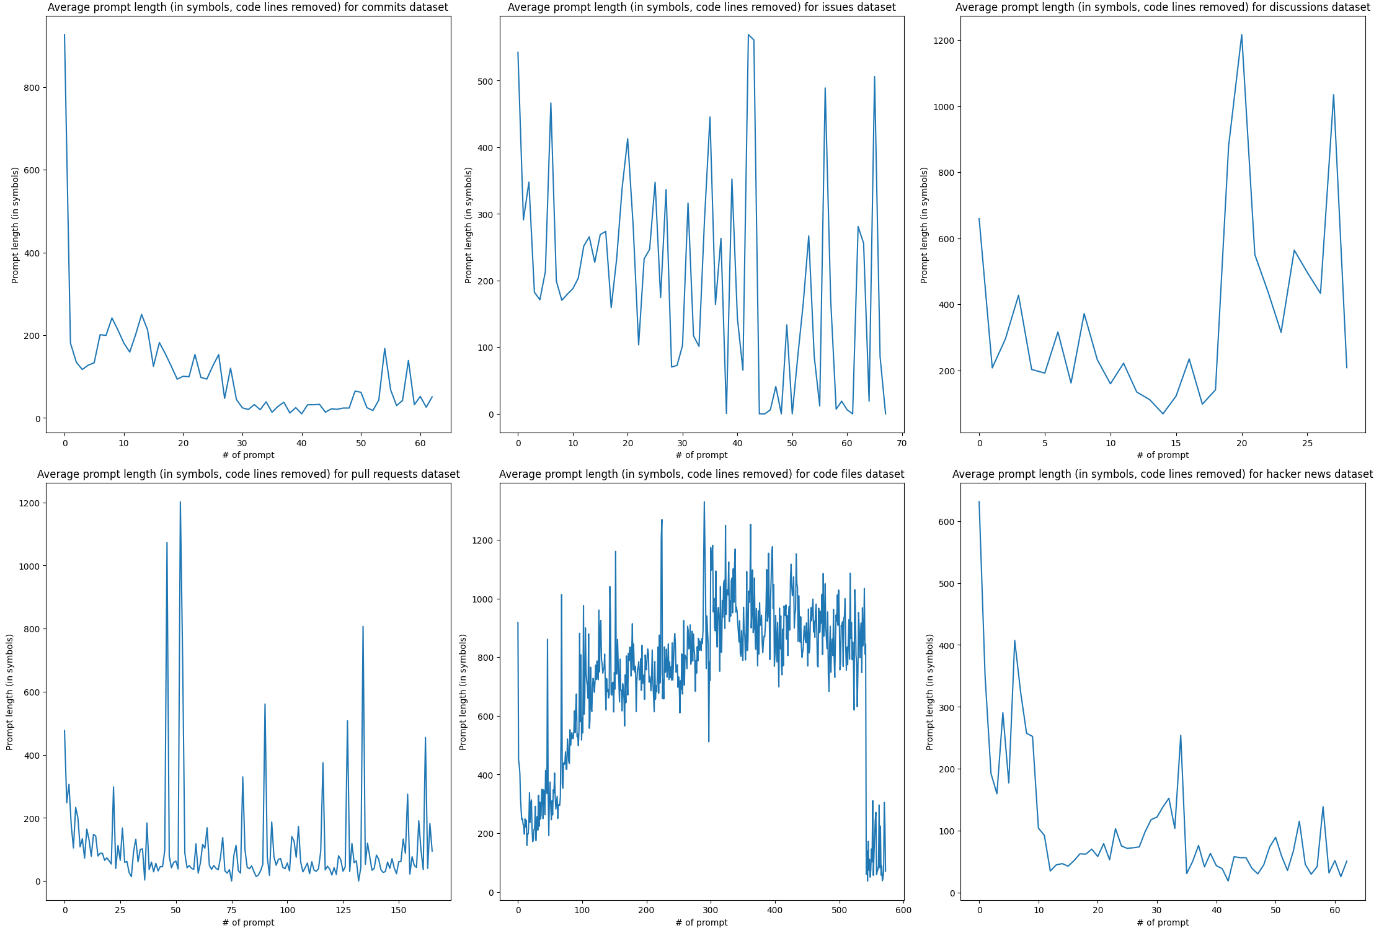 Average prompt length (in symbols, code lines removed) for commits dataset
Prompt length (in symbols)
800
600
400
200
0
0 10 20 30 40 50 60
# of prompt
Average prompt length (in symbols, code lines removed) for issues dataset
Prompt length (in symbols)
500
400
300
200
100
0
0 10 20 30 40 50 60 70
# of prompt
Average prompt length (in symbols, code lines removed) for discussions dataset
Prompt length (in symbols)
1200
1000
800
600
400
200
0 5 10 15 20 25
# of prompt
Average prompt length (in symbols, code lines removed) for pull requests dataset
Prompt length (in symbols)
1200
1000
800
600
400
200
0
0 25 50 75 100 125 150
# of prompt
Average prompt length (in symbols, code lines removed) for code files dataset
Prompt length (in symbols)
1200
1000
800
600
400
200
0
0 100 200 300 400 500 600
# of prompt
Average prompt length (in symbols, code lines removed) for hacker news dataset
Prompt length (in symbols)
600
500
400
300
200
100
0
0 10 20 30 40 50 60
# of prompt